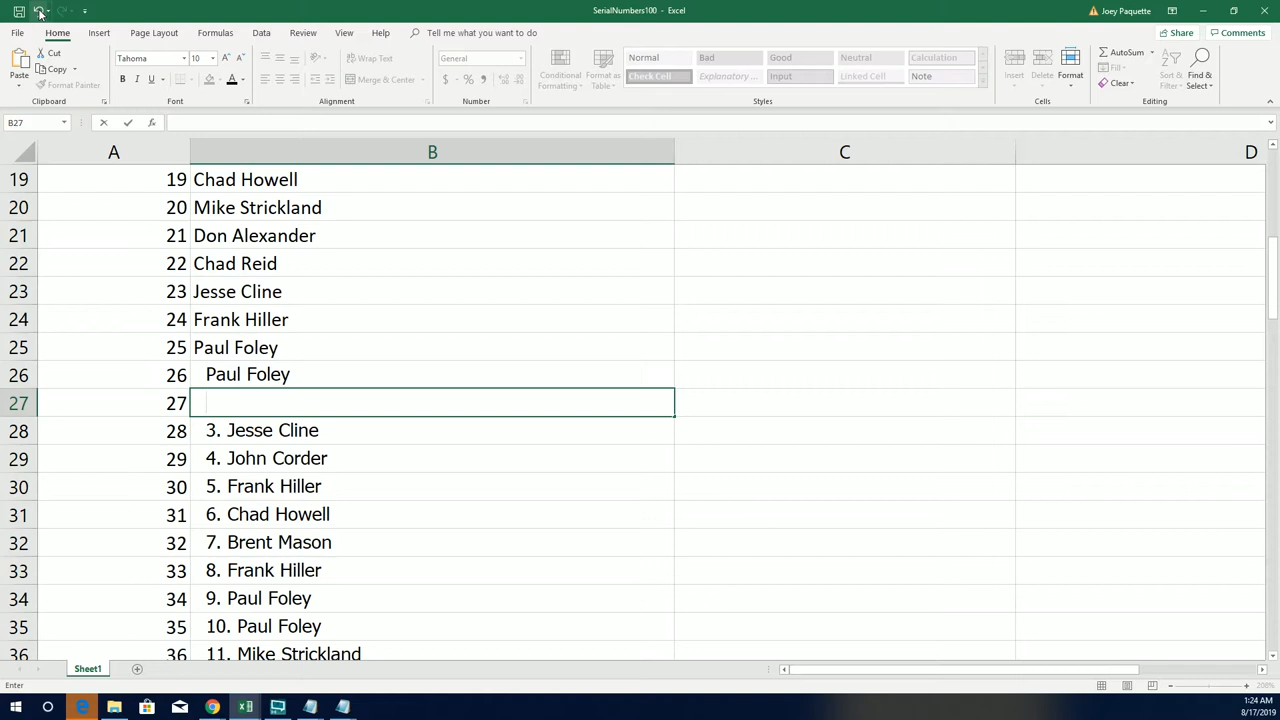 SerialNumbers100 - Excel
Joey Paquette
File Home Insert Page Layout Formulas Data Review View Help Tell me what you want to do
Share Comments
Paste
Cut
Copy
Format Painter
Clipboard
Tahoma 10
B I U
Font
Wrap Text
Merge & Center
Alignment
General
$ % ,
Number
Conditional Formatting
Format as Table
Normal Bad Good Neutral Calculation
Check Cell Explanatory ... Input Linked Cell Note
Styles
Insert Delete Format
Cells
AutoSum
Fill
Clear
Sort & Filter
Find & Select
Editing
B27 fx
A B C D
19 19 Chad Howell
20 20 Mike Strickland
21 21 Don Alexander
22 22 Chad Reid
23 23 Jesse Cline
24 24 Frank Hiller
25 25 Paul Foley
26 26 Paul Foley
27 27
28 28 3. Jesse Cline
29 29 4. John Corder
30 30 5. Frank Hiller
31 31 6. Chad Howell
32 32 7. Brent Mason
33 33 8. Frank Hiller
34 34 9. Paul Foley
35 35 10. Paul Foley
36 36 11. Mike Strickland
Sheet1
Enter
200%
1:24 AM
8/17/2019